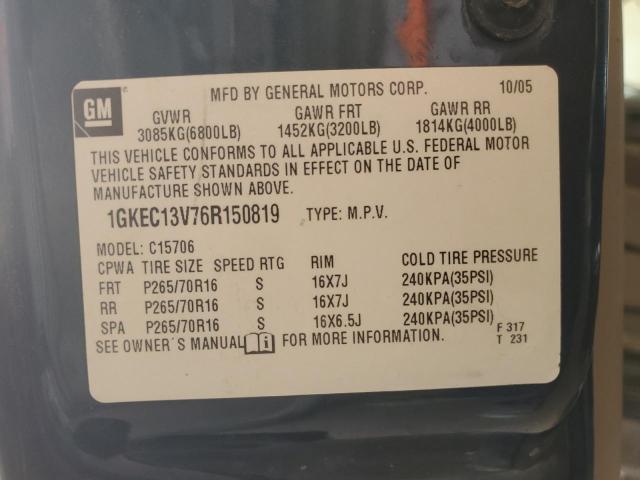 GM
MFD BY GENERAL MOTORS CORP. 10/05
GVWR GAWR FRT GAWR RR
3085KG(6800LB) 1452KG(3200LB) 1814KG(4000LB)
THIS VEHICLE CONFORMS TO ALL APPLICABLE U.S. FEDERAL MOTOR
VEHICLE SAFETY STANDARDS IN EFFECT ON THE DATE OF
MANUFACTURE SHOWN ABOVE.
1GKEC13V76R150819 TYPE: M.P.V.
MODEL: C15706
CPWA TIRE SIZE SPEED RTG RIM COLD TIRE PRESSURE
FRT P265/70R16 S 16X7J 240KPA(35PSI)
RR P265/70R16 S 16X7J 240KPA(35PSI)
SPA P265/70R16 S 16X6.5J 240KPA(35PSI)
SEE OWNER'S MANUAL FOR MORE INFORMATION.
F 317
T 231